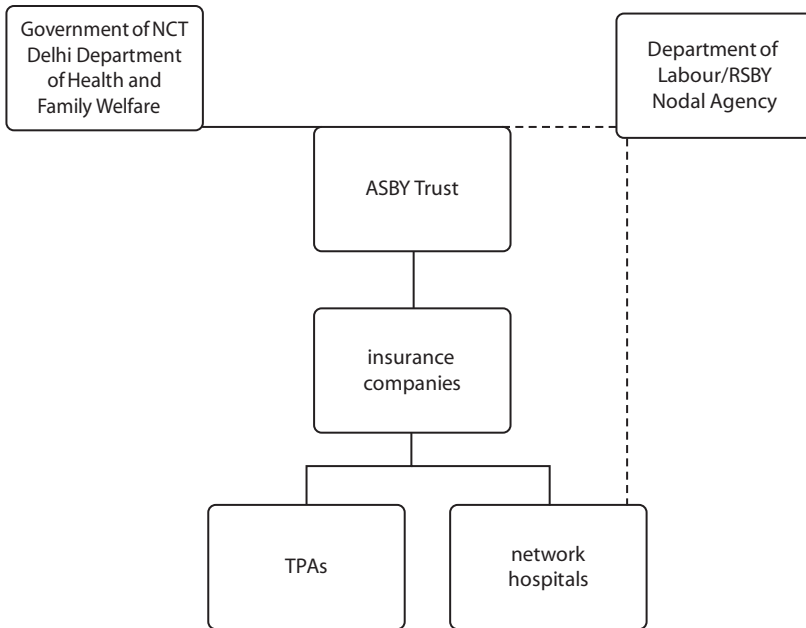 Government of NCT
Delhi Department
of Health and
Family Welfare
Department of
Labour/RSBY
Nodal Agency
ASBY Trust
insurance
companies
TPAs
network
hospitals